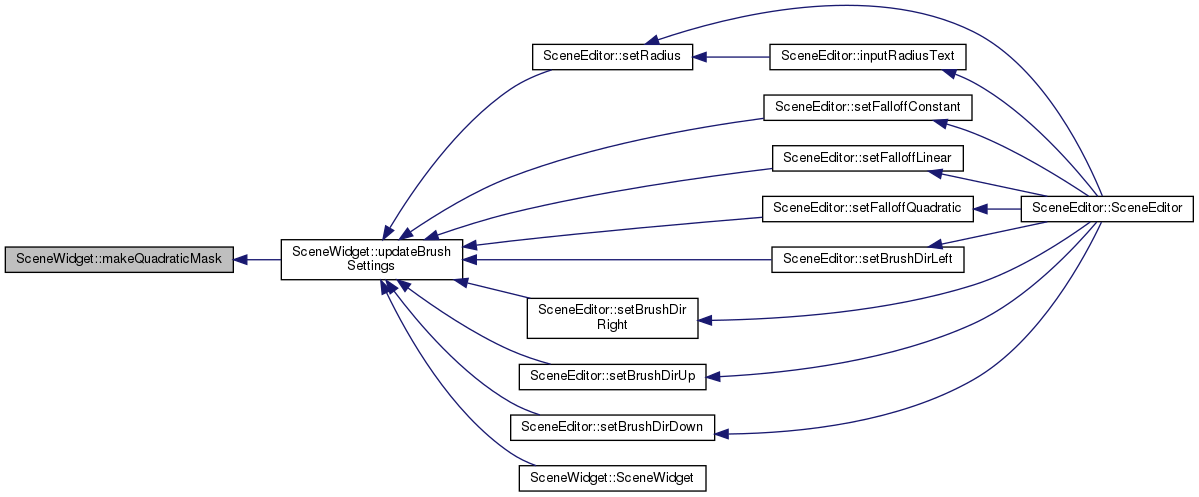 SceneWidget::makeQuadraticMask
SceneWidget::updateBrush
Settings
SceneEditor::setRadius
SceneEditor::inputRadiusText
SceneEditor::setFalloffConstant
SceneEditor::setFalloffLinear
SceneEditor::setFalloffQuadratic
SceneEditor::setBrushDirLeft
SceneEditor::setBrushDir
Right
SceneEditor::setBrushDirUp
SceneEditor::setBrushDirDown
SceneWidget::SceneWidget
SceneEditor::SceneEditor